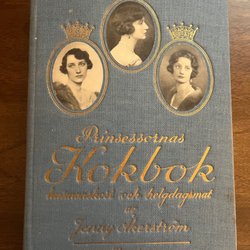 Prinsessornas
Kokbok
husmanskost och helgdagsmat
av
Jenny Åkerström